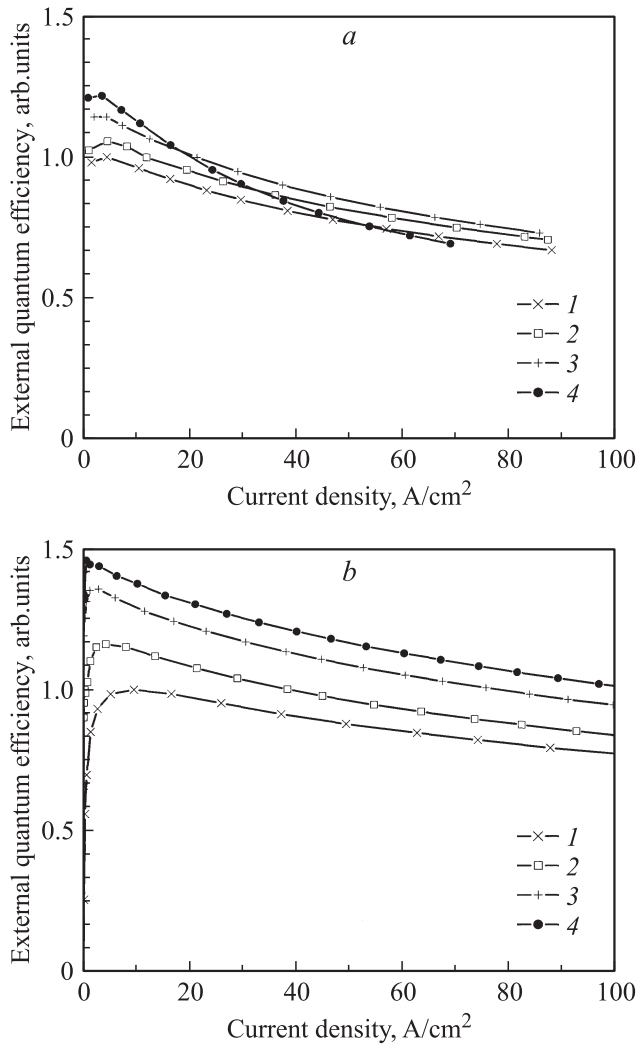 a
External quantum efficiency, arb.units
1.5
1.0
0.5
0
1
2
3
4
0 20 40 60 80 100
Current density, A/cm²
b
External quantum efficiency, arb.units
1.5
1.0
0.5
0
1
2
3
4
0 20 40 60 80 100
Current density, A/cm²